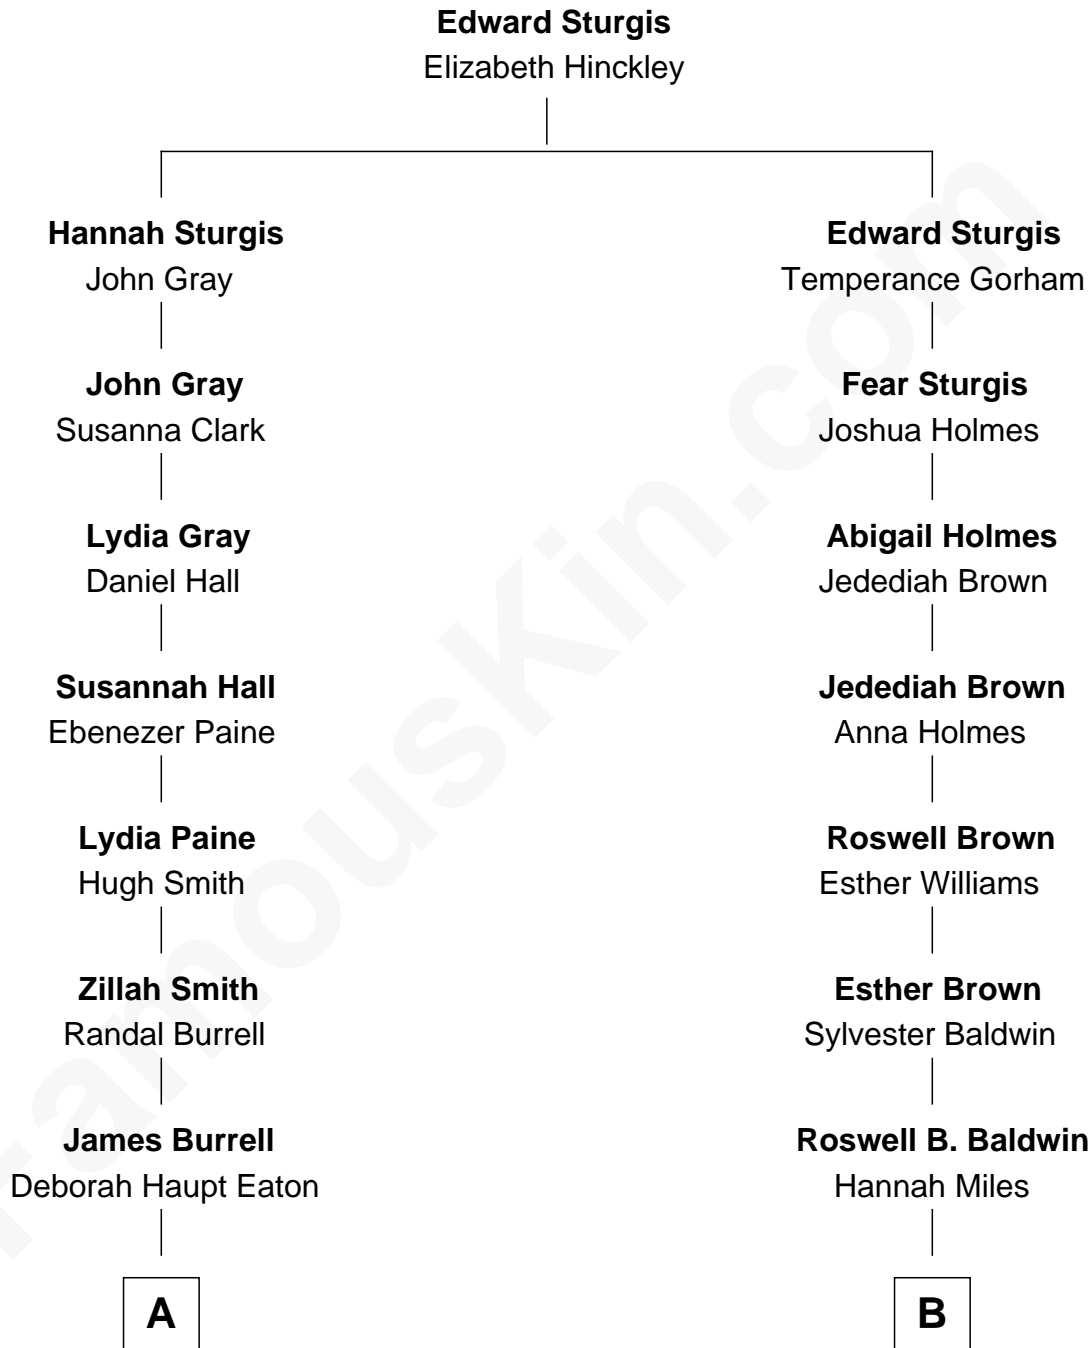 Edward Sturgis
Elizabeth Hinckley
Hannah Sturgis
John Gray
Edward Sturgis
Temperance Gorham
John Gray
Susanna Clark
Fear Sturgis
Joshua Holmes
Lydia Gray
Daniel Hall
Abigail Holmes
Jedediah Brown
Susannah Hall
Ebenezer Paine
Jedediah Brown
Anna Holmes
Lydia Paine
Hugh Smith
Roswell Brown
Esther Williams
Zillah Smith
Randal Burrell
Esther Brown
Sylvester Baldwin
James Burrell
Deborah Haupt Eaton
Roswell B. Baldwin
Hannah Miles
A
B
FamousKin.com